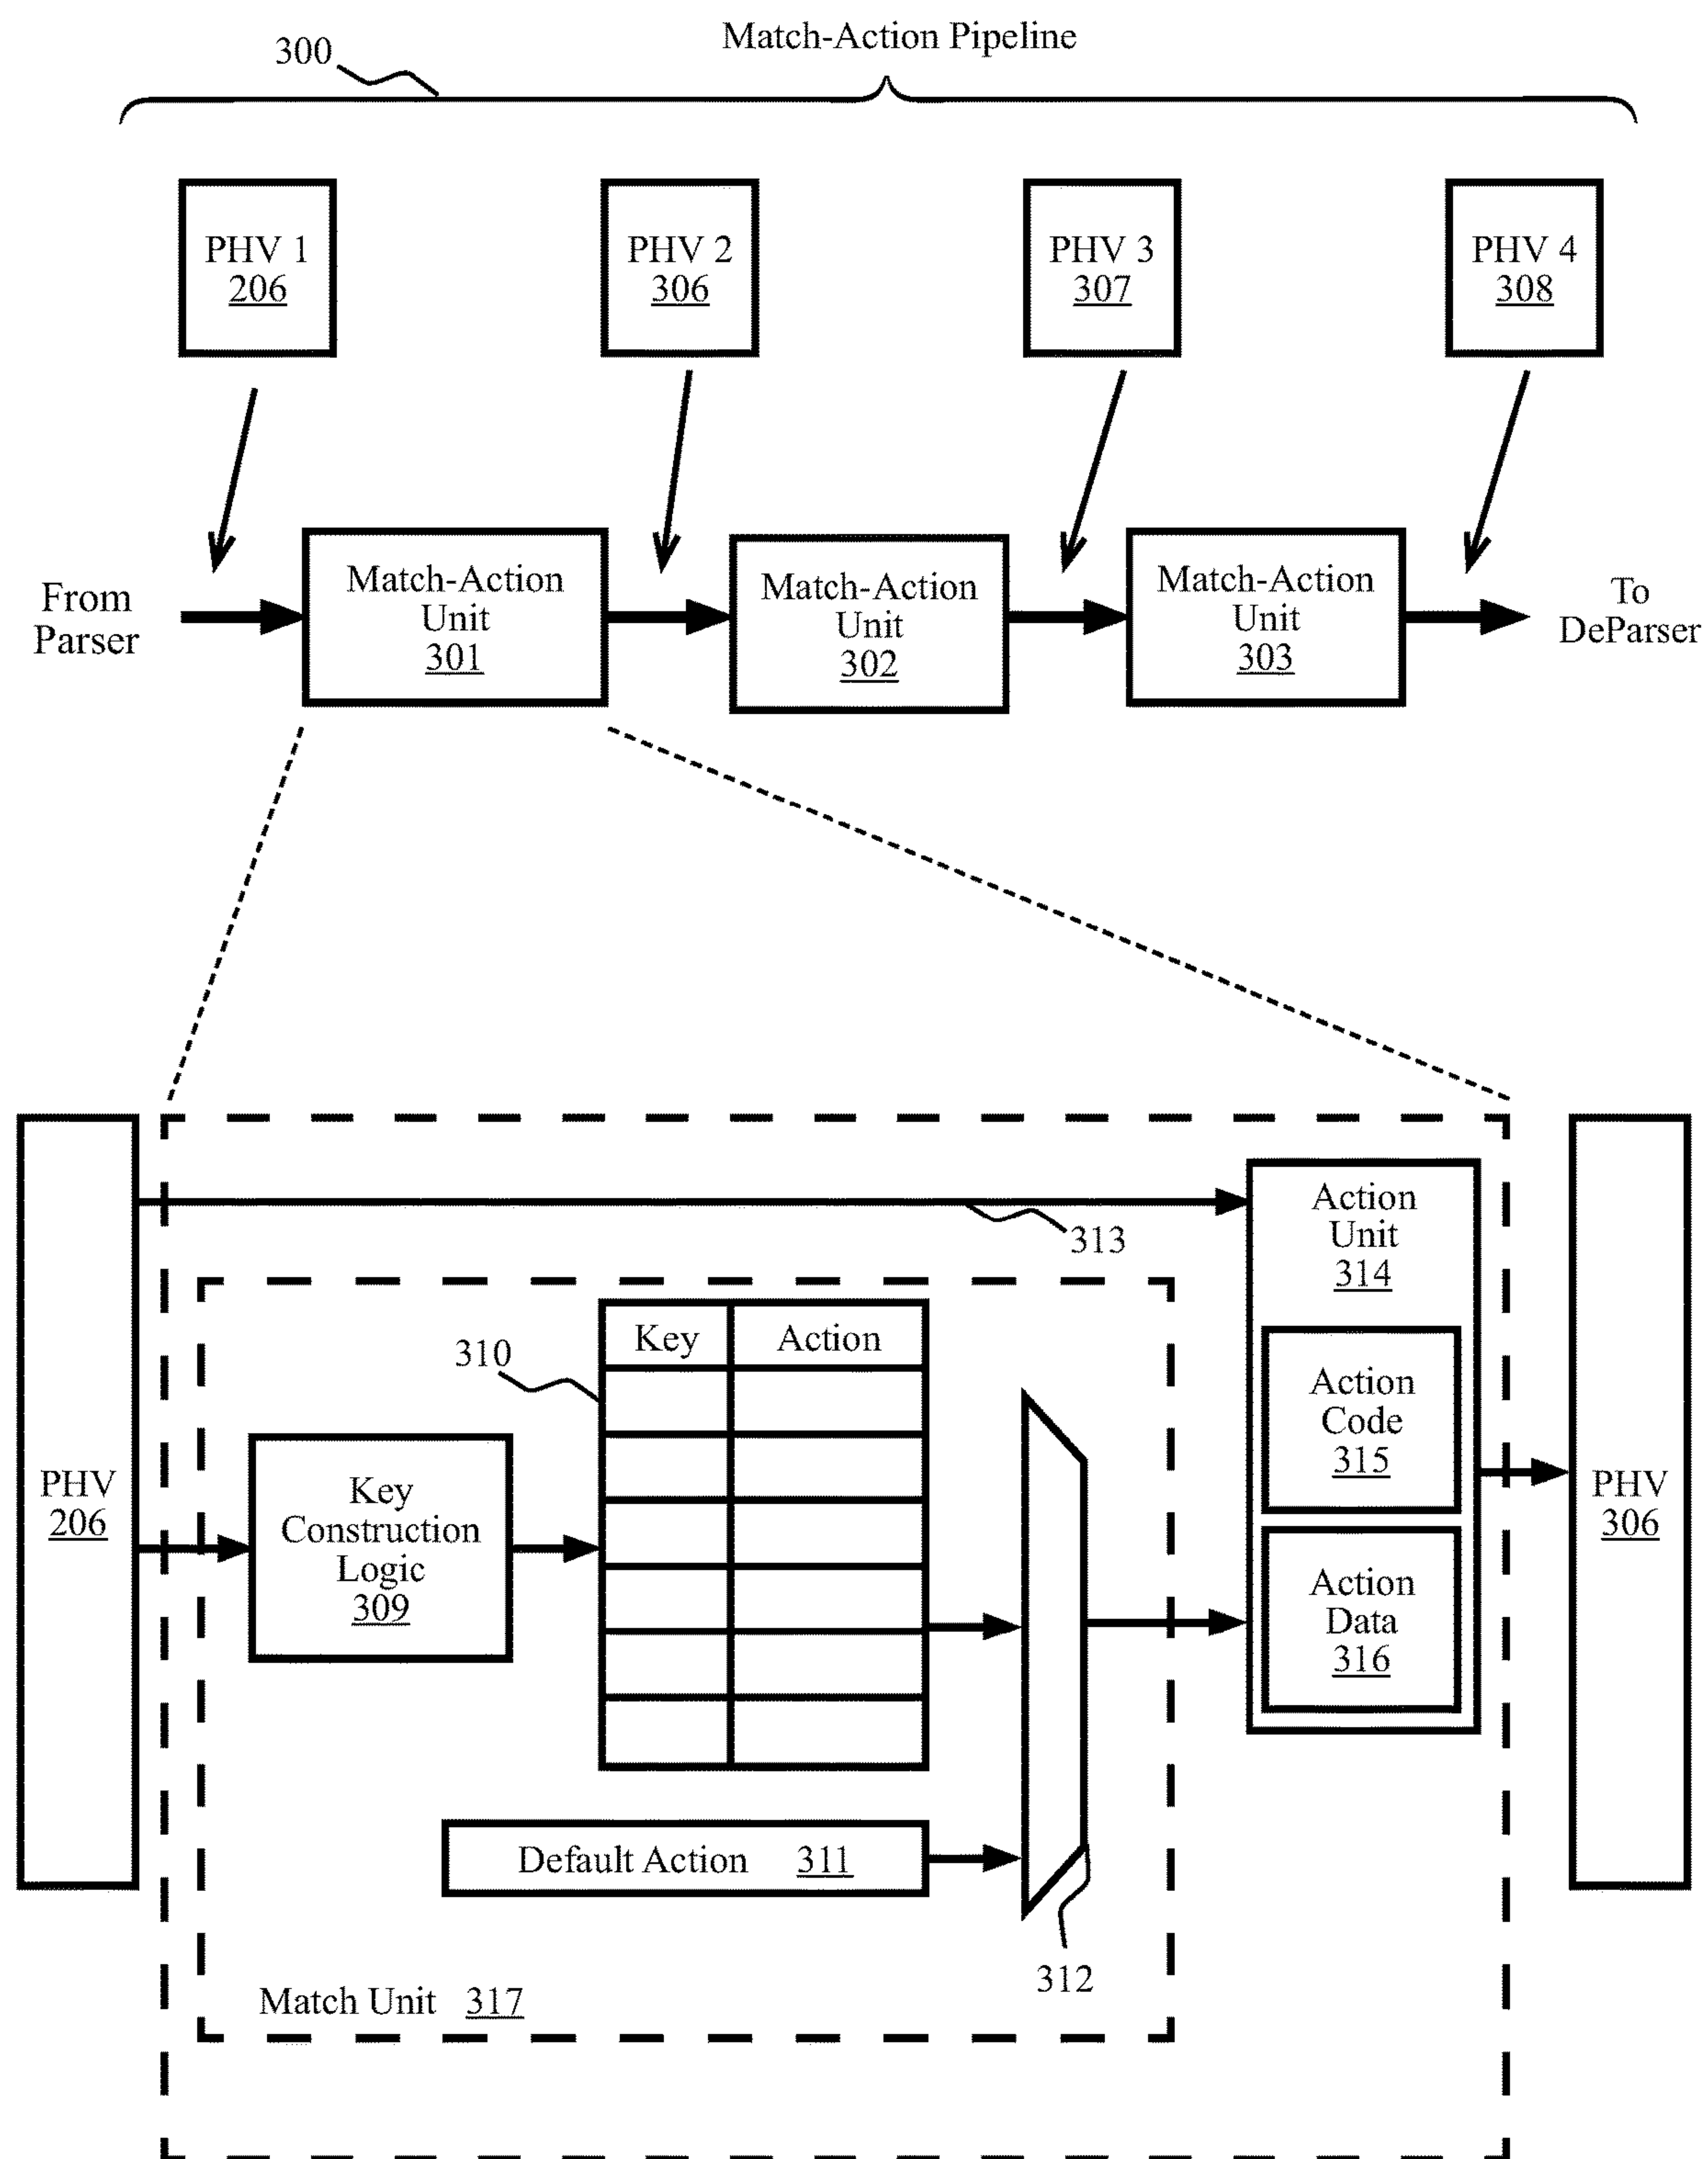 Match-Action Pipeline
300
PHV 1
206
PHV 2
306
PHV 3
307
PHV 4
308
From
Parser
Match-Action
Unit
301
Match-Action
Unit
302
Match-Action
Unit
303
To
DeParser
PHV
206
313
Action
Unit
314
310
Key Action
Key
Construction
Logic
309
Action
Code
315
Action
Data
316
PHV
306
Default Action 311
312
Match Unit 317